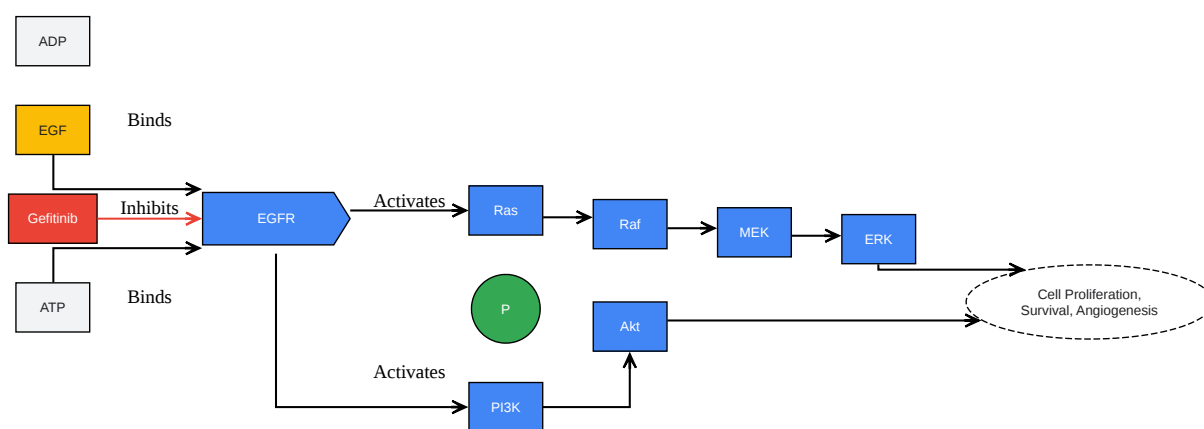 ADP
EGF
Binds
Gefitinib
Inhibits
EGFR
Activates
Ras
Raf
MEK
ERK
ATP
Binds
P
Akt
Cell Proliferation,
Survival, Angiogenesis
Activates
PI3K